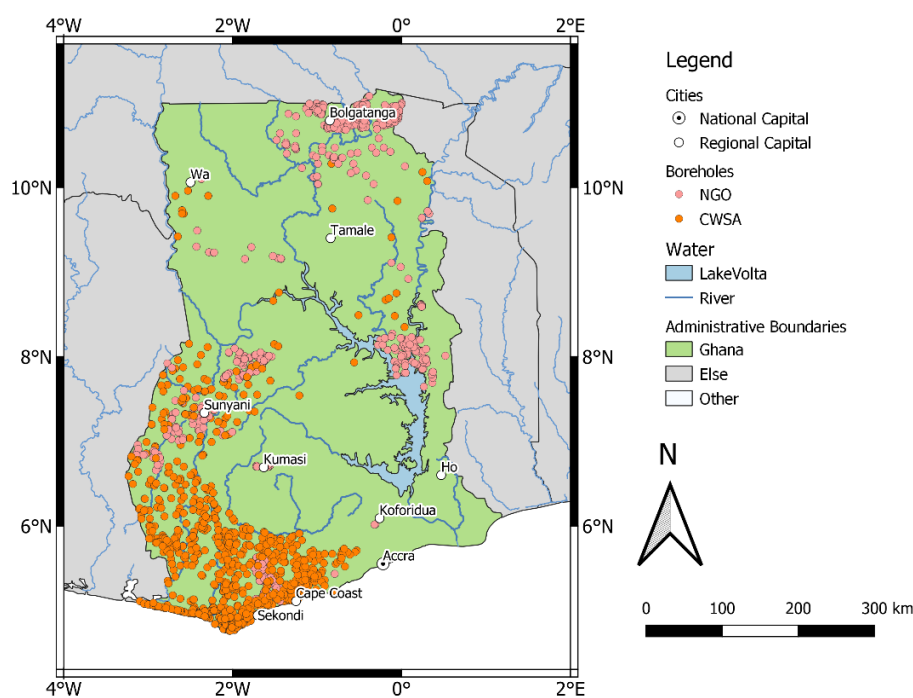 4°W
2°W
0°
2°E
Legend
Cities
National Capital
Regional Capital
Boreholes
NGO
CWSA
Water
LakeVolta
River
Administrative Boundaries
Ghana
Else
Other
N
0
100
200
300 km
Bolgatanga
Wa
10°N
10°N
Tamale
8°N
8°N
Sunyani
Kumasi
Ho
Koforidua
6°N
6°N
Accra
Cape Coast
Sekondi
4°W
2°W
0°
2°E